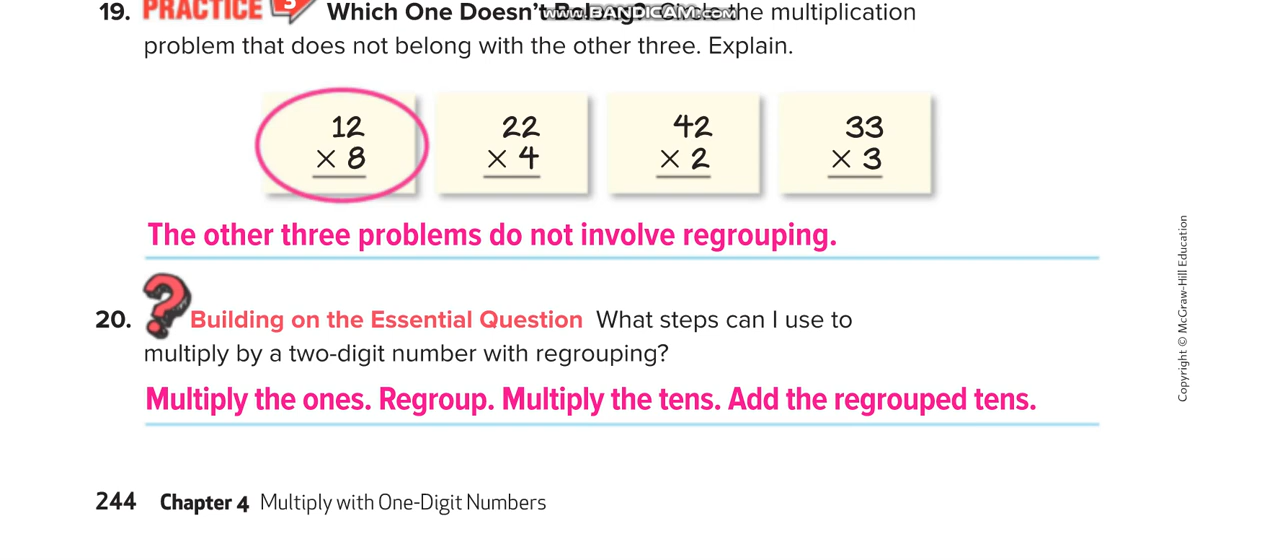 19. PRACTICE Which One Doesn't Belong? the multiplication
www.BANDICAM.com
problem that does not belong with the other three. Explain.
12 22 42 33
× 8 × 4 × 2 × 3
The other three problems do not involve regrouping.
20. ? Building on the Essential Question What steps can I use to
multiply by a two-digit number with regrouping?
Multiply the ones. Regroup. Multiply the tens. Add the regrouped tens.
244 Chapter 4 Multiply with One-Digit Numbers
Copyright © McGraw-Hill Education